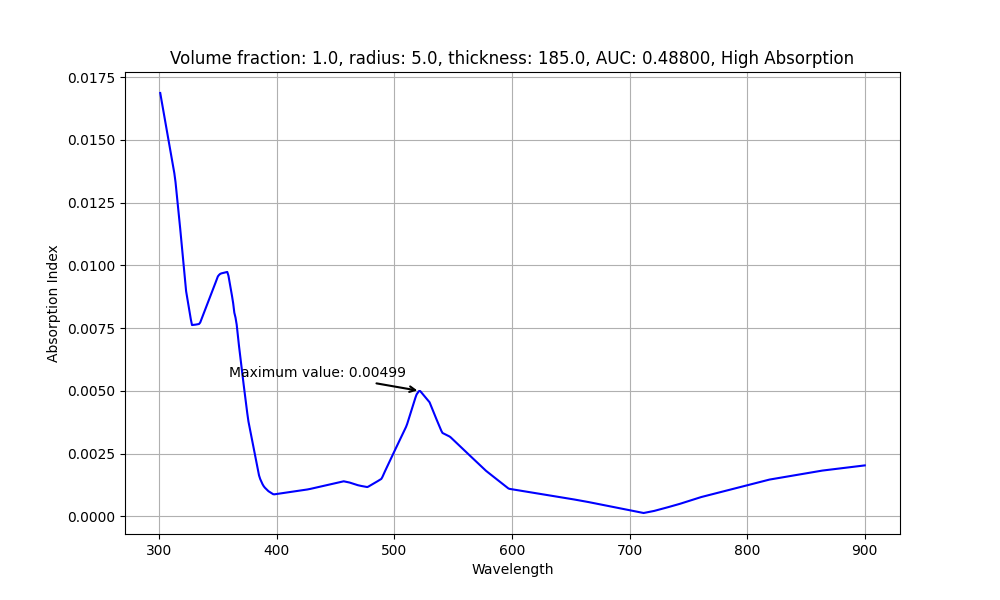 Volume fraction: 1.0, radius: 5.0, thickness: 185.0, AUC: 0.48800, High Absorption
0.0175
0.0150
0.0125
0.0100
0.0075
0.0050
0.0025
0.0000
Absorption Index
Maximum value: 0.00499
300 400 500 600 700 800 900
Wavelength